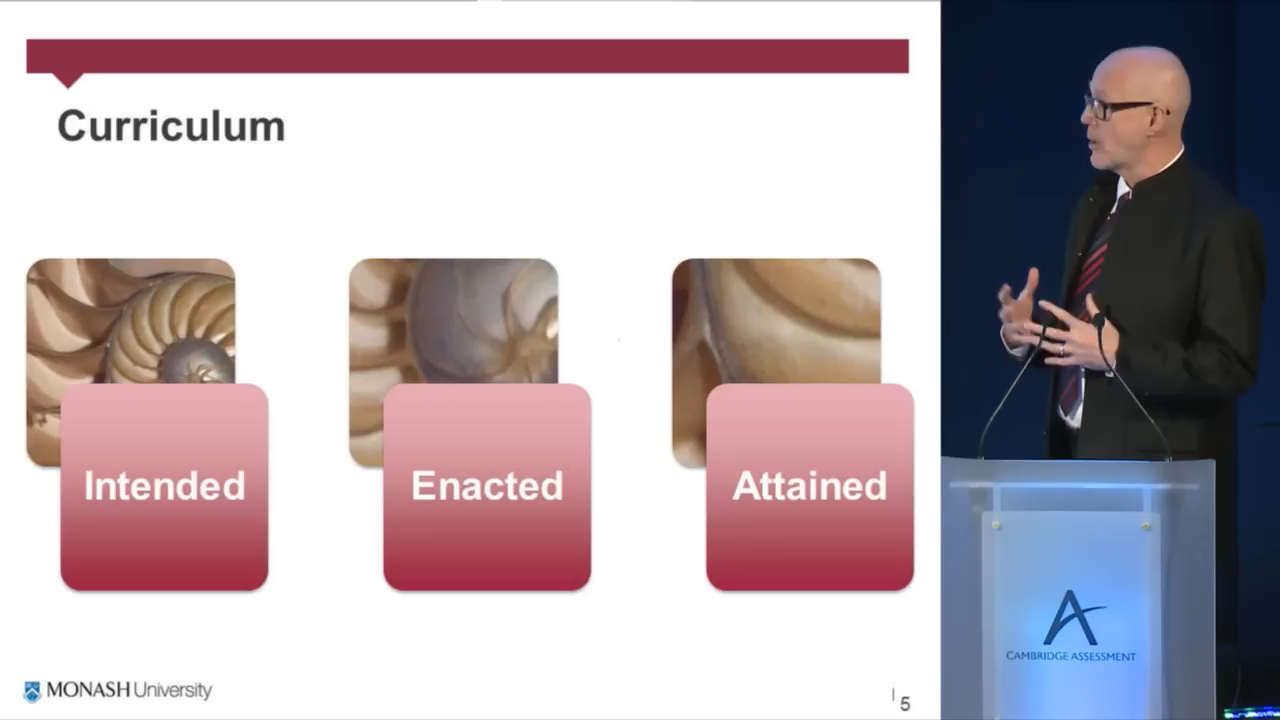 Curriculum
Intended
Enacted
Attained
MONASH University
5
CAMBRIDGE ASSESSMENT